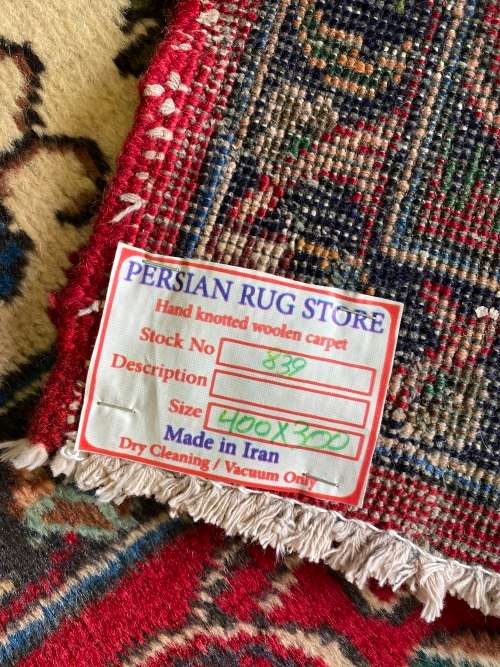 PERSIAN RUG STORE
Hand knotted woolen carpet
Stock No 839
Description
Size 400X300
Made in Iran
Dry Cleaning / Vacuum Only